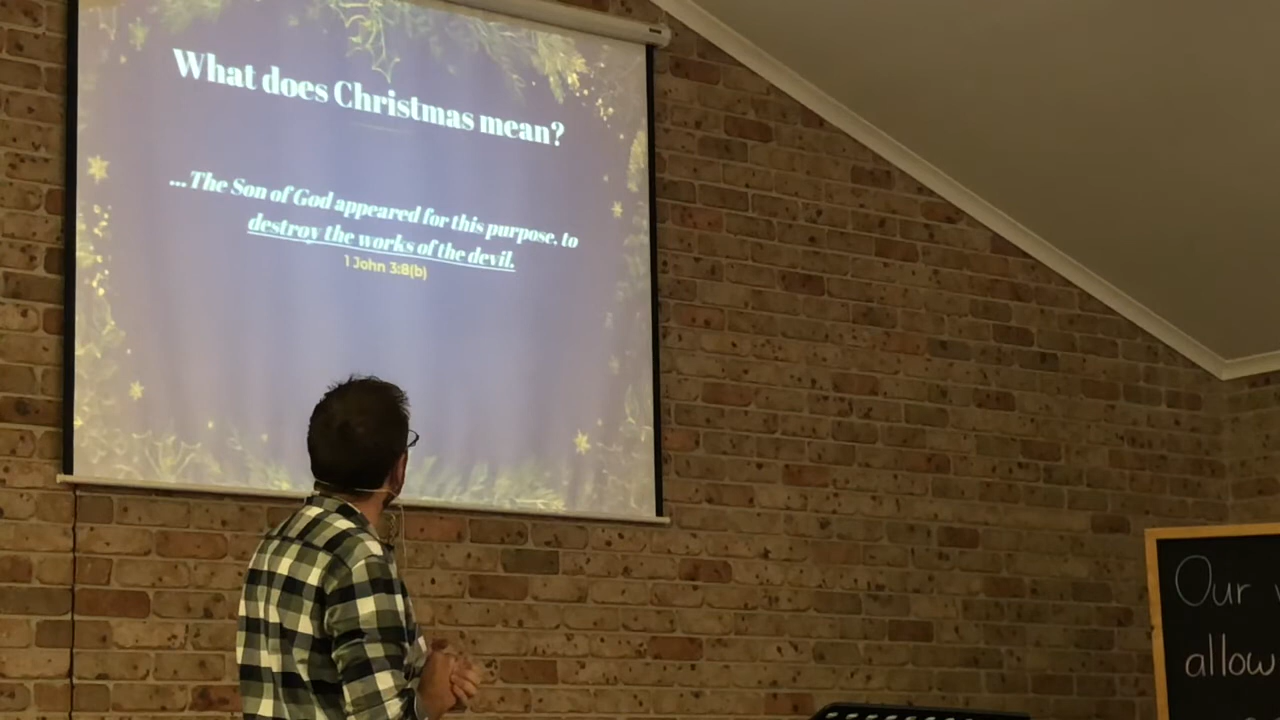 What does Christmas mean?
...The Son of God appeared for this purpose, to
destroy the works of the devil.
1 John 3:8(b)
Our
allow